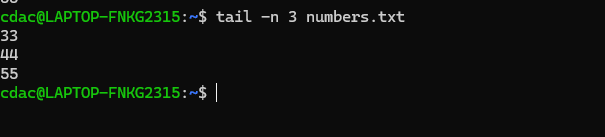 cdac@LAPTOP-FNKG2315:~$ tail -n 3 numbers.txt
33
44
55
cdac@LAPTOP-FNKG2315:~$